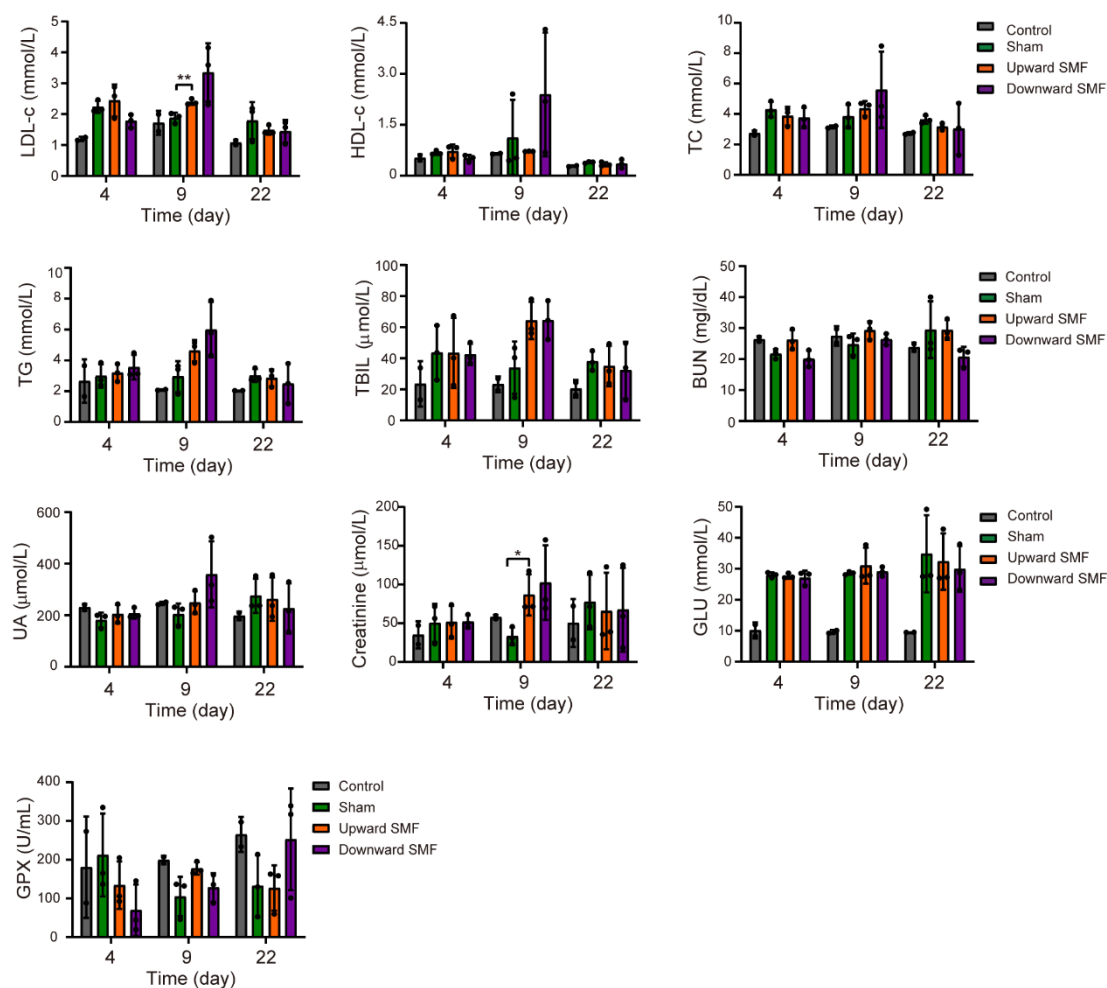 LDL-c (mmol/L)
5
4
3
2
1
0
**
4 9 22
Time (day)
HDL-c (mmol/L)
4.5
3.0
1.5
0
4 9 22
Time (day)
TC (mmol/L)
10
8
6
4
2
0
4 9 22
Time (day)
Control
Sham
Upward SMF
Downward SMF
TG (mmol/L)
10
8
6
4
2
0
4 9 22
Time (day)
TBIL (μmol/L)
100
80
60
40
20
0
4 9 22
Time (day)
BUN (mgl/dL)
50
40
30
20
10
0
4 9 22
Time (day)
Control
Sham
Upward SMF
Downward SMF
UA (μmol/L)
600
400
200
0
4 9 22
Time (day)
Creatinine (μmol/L)
200
150
100
50
0
*
4 9 22
Time (day)
GLU (mmol/L)
50
40
30
20
10
0
4 9 22
Time (day)
Control
Sham
Upward SMF
Downward SMF
GPX (U/mL)
400
300
200
100
0
4 9 22
Time (day)
Control
Sham
Upward SMF
Downward SMF